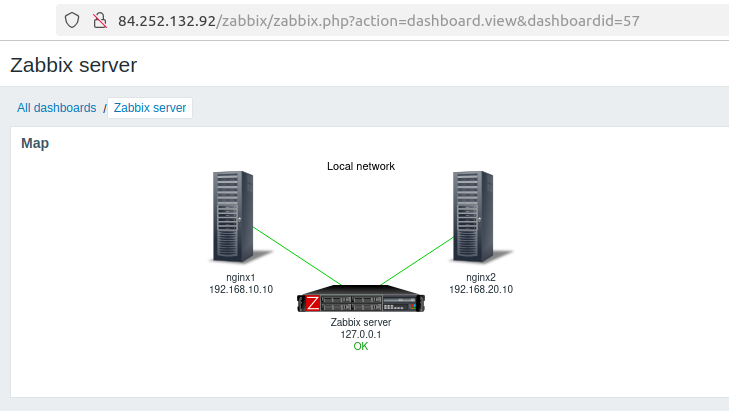 84.252.132.92/zabbix/zabbix.php?action=dashboard.view&dashboardid=57
Zabbix server
All dashboards / Zabbix server
Map
Local network
nginx1
192.168.10.10
nginx2
192.168.20.10
Z
Zabbix server
127.0.0.1
OK